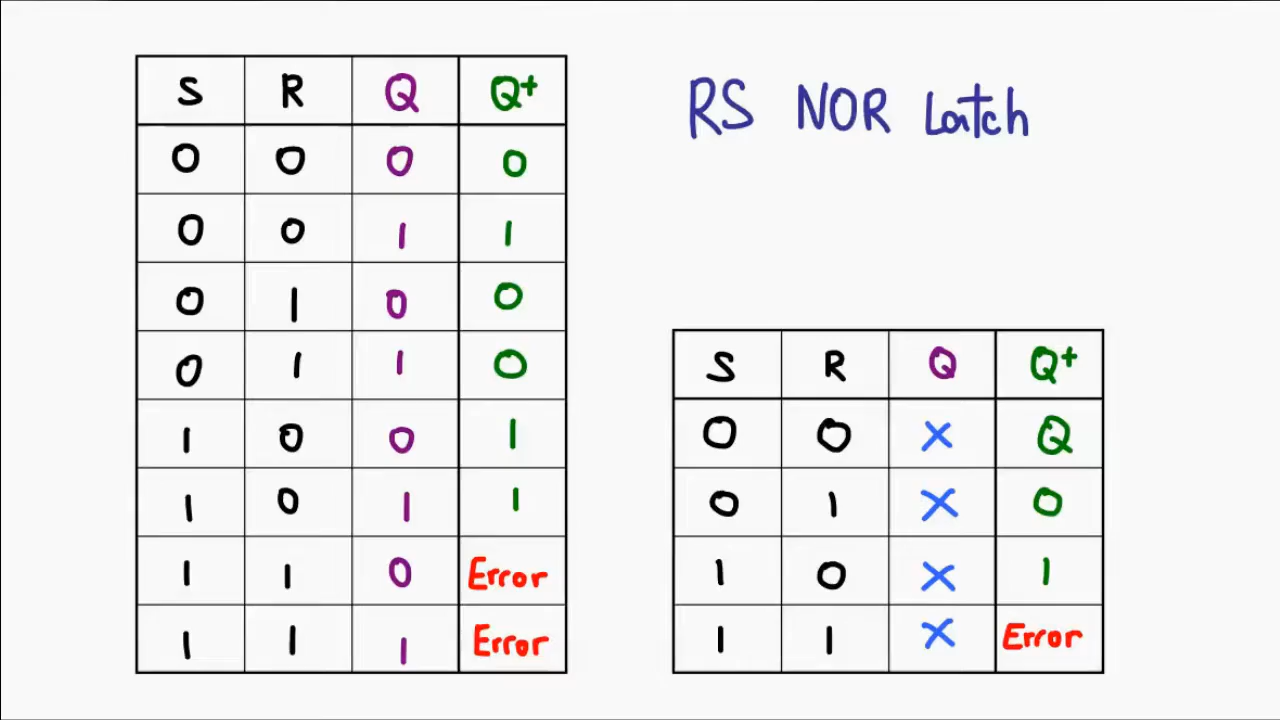 RS NOR Latch
S R Q Q+
0 0 0 0
0 0 1 1
0 1 0 0
0 1 1 0
1 0 0 1
1 0 1 1
1 1 0 Error
1 1 1 Error
S R Q Q+
0 0 X Q
0 1 X 0
1 0 X 1
1 1 X Error